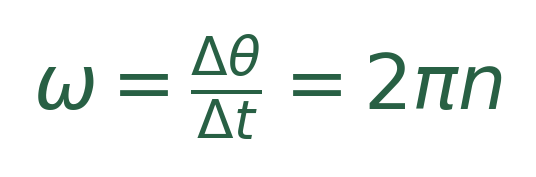 ω = Δθ/Δt = 2πn